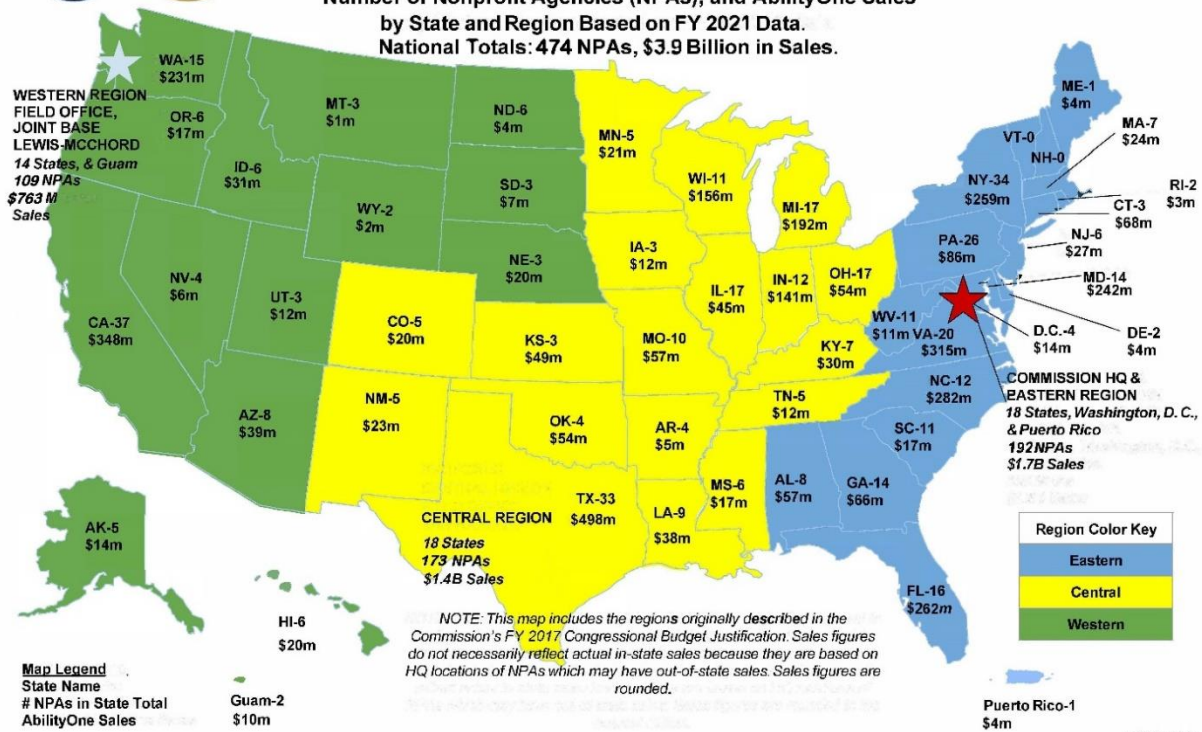 Number of Nonprofit Agencies (NPAs), and AbilityOne Sales
by State and Region Based on FY 2021 Data.
National Totals: 474 NPAs, $3.9 Billion in Sales.
WA-15
$231m
WESTERN REGION
FIELD OFFICE,
JOINT BASE
LEWIS-MCCHORD
14 States, & Guam
109 NPAs
$763 M
Sales
OR-6
$17m
ID-6
$31m
MT-3
$1m
ND-6
$4m
SD-3
$7m
WY-2
$2m
NE-3
$20m
NV-4
$6m
UT-3
$12m
CA-37
$348m
AZ-8
$39m
AK-5
$14m
HI-6
$20m
Guam-2
$10m
MN-5
$21m
WI-11
$156m
MI-17
$192m
IA-3
$12m
IL-17
$45m
IN-12
$141m
OH-17
$54m
CO-5
$20m
KS-3
$49m
MO-10
$57m
KY-7
$30m
NM-5
$23m
OK-4
$54m
AR-4
$5m
TN-5
$12m
MS-6
$17m
TX-33
$498m
LA-9
$38m
CENTRAL REGION
18 States
173 NPAs
$1.4B Sales
ME-1
$4m
VT-0
NH-0
MA-7
$24m
NY-34
$259m
RI-2
$3m
CT-3
$68m
NJ-6
$27m
PA-26
$86m
MD-14
$242m
DE-2
$4m
D.C.-4
$14m
WV-11
$11m
VA-20
$315m
NC-12
$282m
SC-11
$17m
AL-8
$57m
GA-14
$66m
FL-16
$262m
COMMISSION HQ &
EASTERN REGION
18 States, Washington, D. C.,
& Puerto Rico
192 NPAs
$1.7B Sales
Puerto Rico-1
$4m
Region Color Key
Eastern
Central
Western
NOTE: This map includes the regions originally described in the
Commission's FY 2017 Congressional Budget Justification. Sales figures
do not necessarily reflect actual in-state sales because they are based on
HQ locations of NPAs which may have out-of-state sales. Sales figures are
rounded.
Map Legend
State Name
# NPAs in State Total
AbilityOne Sales